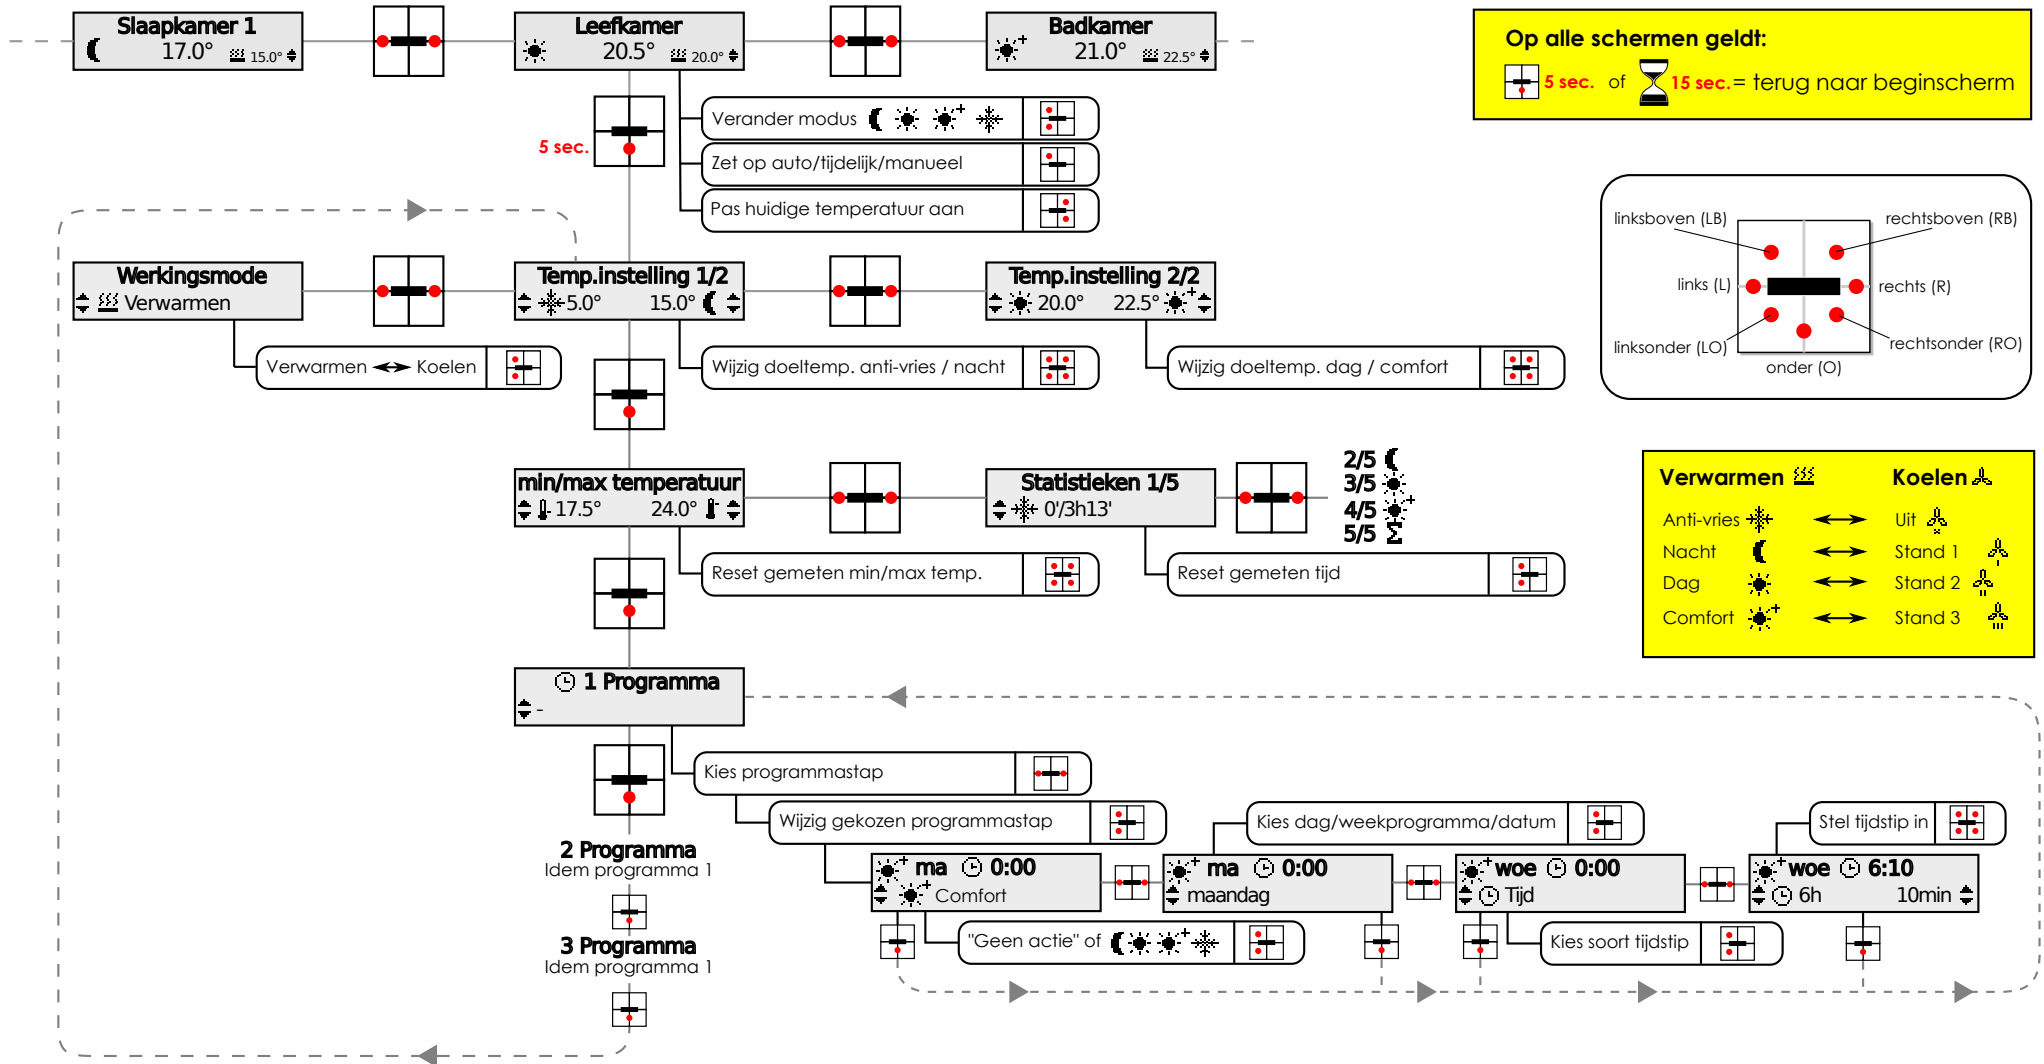 Slaapkamer 1
17.0° 15.0°
Leefkamer
20.5° 20.0°
Badkamer
21.0° 22.5°
Op alle schermen geldt:
5 sec. of 15 sec. = terug naar beginscherm
5 sec.
Verander modus
Zet op auto/tijdelijk/manueel
Pas huidige temperatuur aan
linksboven (LB)
rechtsboven (RB)
links (L)
rechts (R)
linksonder (LO)
rechtsonder (RO)
onder (O)
Werkingsmode
Verwarmen
Temp.instelling 1/2
5.0° 15.0°
Temp.instelling 2/2
20.0° 22.5°
Verwarmen Koelen
Wijzig doeltemp. anti-vries / nacht
Wijzig doeltemp. dag / comfort
min/max temperatuur
17.5° 24.0°
Statistieken 1/5
0'/3h13'
2/5
3/5
4/5
5/5 Σ
Reset gemeten min/max temp.
Reset gemeten tijd
Verwarmen Koelen
Anti-vries Uit
Nacht Stand 1
Dag Stand 2
Comfort Stand 3
1 Programma
-
Kies programmastap
Wijzig gekozen programmastap
Kies dag/weekprogramma/datum
Stel tijdstip in
2 Programma
Idem programma 1
ma 0:00
Comfort
ma 0:00
maandag
woe 0:00
Tijd
woe 6:10
6h 10min
"Geen actie" of
Kies soort tijdstip
3 Programma
Idem programma 1